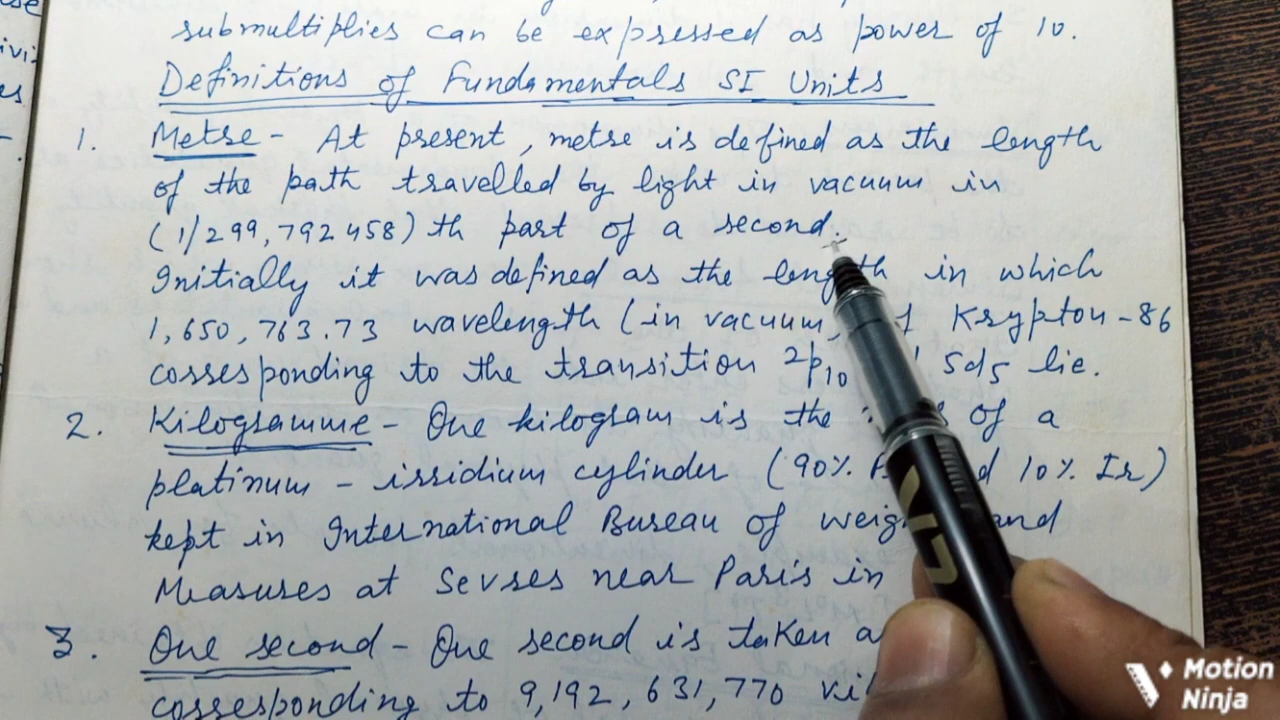 submultiplies can be expressed as power of 10.
Definitions of Fundamentals SI Units
1. Metre - At present, metre is defined as the length
of the path travelled by light in vacuum in
(1/299,792458) th part of a second.
Initially it was defined as the length in which
1,650,763.73 wavelength (in vacuum) Krypton-86
corresponding to the transition 2p10 5d5 lie.
2. Kilogramme - One kilogram is the of a
platinum - irridium cylinder (90% 10% Ir)
kept in International Bureau of and
Measures at Sevres near Paris in
3. One second - One second is taken
corresponding to 9,192,631,770
Motion
Ninja